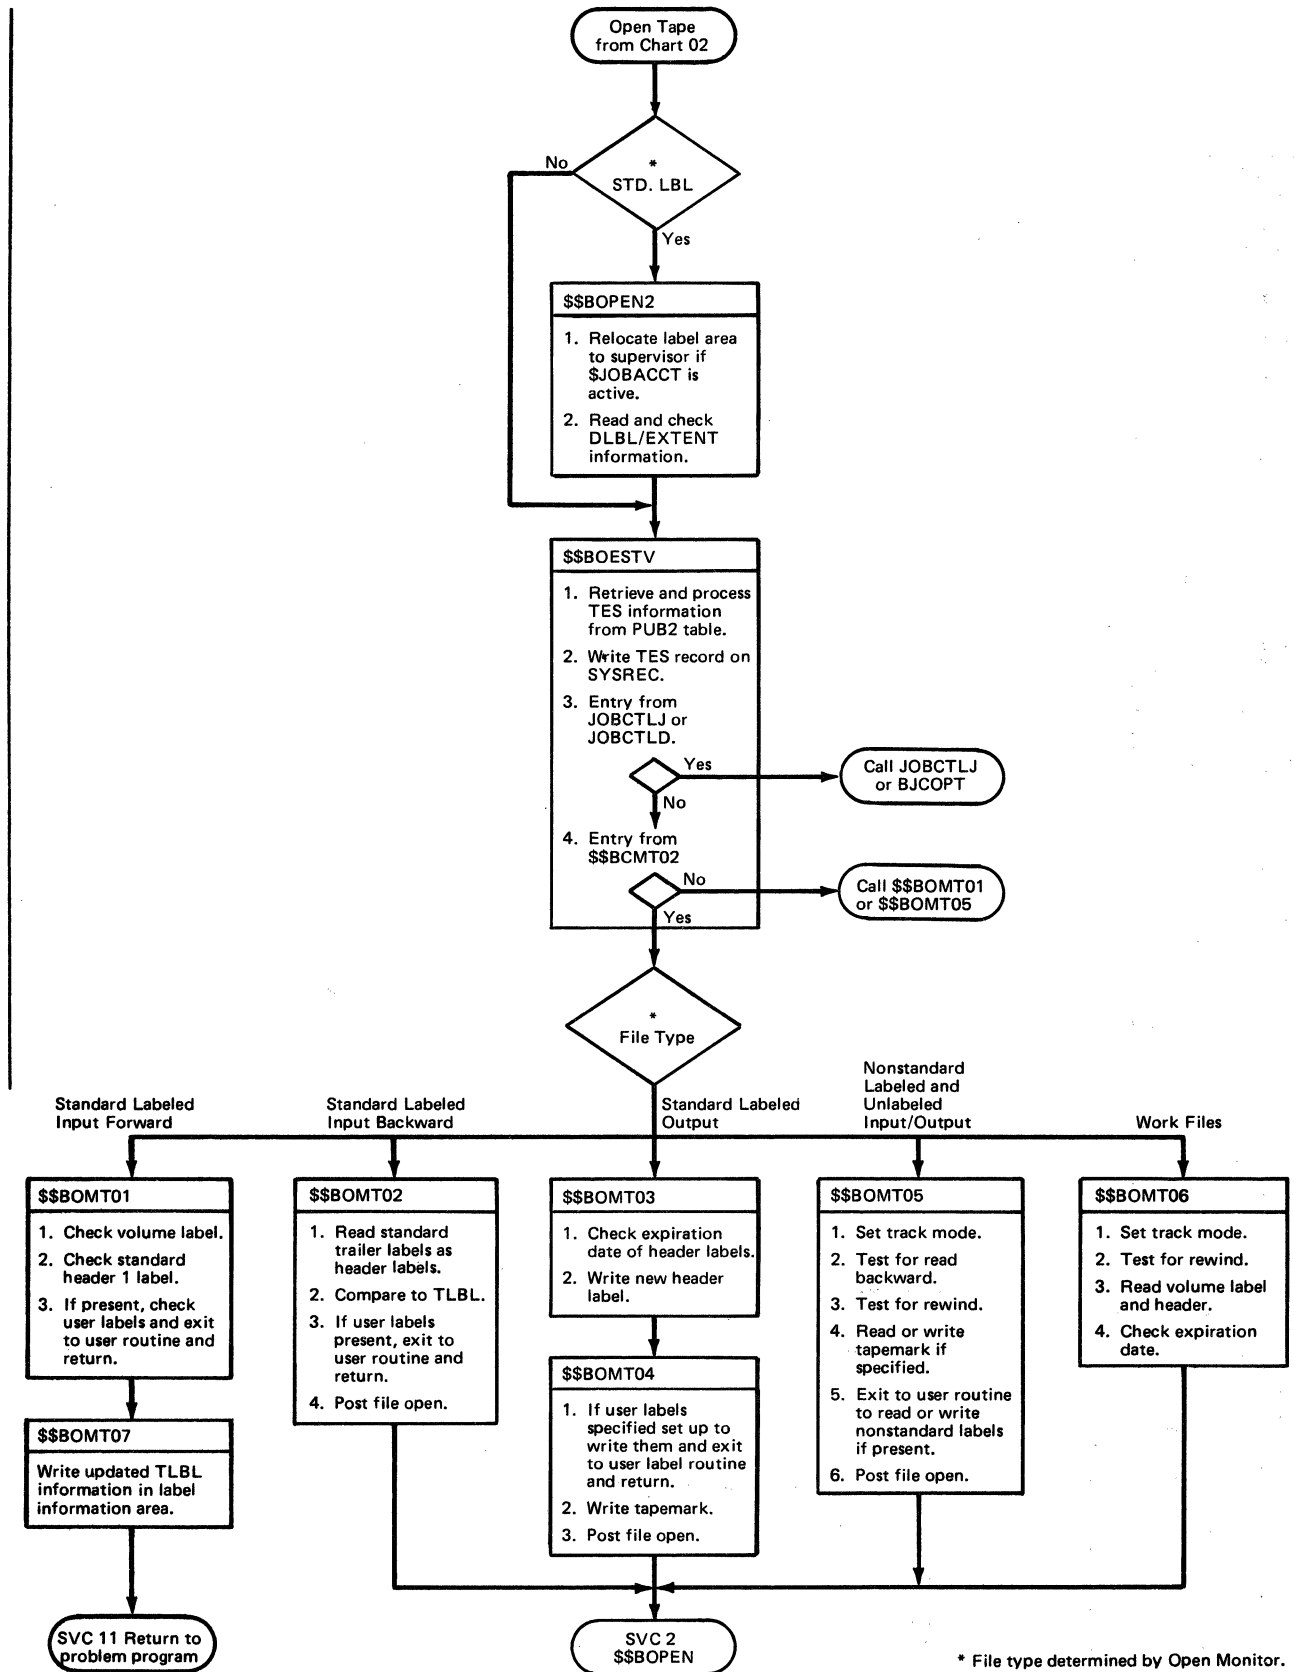 Open Tape
from Chart 02
*
STD. LBL
No
Yes
$$BOPEN2
1. Relocate label area
to supervisor if
$JOBACCT is
active.
2. Read and check
DLBL/EXTENT
information.
$$BOESTV
1. Retrieve and process
TES information
from PUB2 table.
2. Write TES record on
SYSREC.
3. Entry from
JOBCTLJ or
JOBCTLD.
Yes
No
Call JOBCTLJ
or BJCOPT
4. Entry from
$$BCMT02
No
Yes
Call $$BOMT01
or $$BOMT05
*
File Type
Standard Labeled
Input Forward
Standard Labeled
Input Backward
Standard Labeled
Output
Nonstandard
Labeled and
Unlabeled
Input/Output
Work Files
$$BOMT01
1. Check volume label.
2. Check standard
header 1 label.
3. If present, check
user labels and exit
to user routine and
return.
$$BOMT07
Write updated TLBL
information in label
information area.
SVC 11 Return to
problem program
$$BOMT02
1. Read standard
trailer labels as
header labels.
2. Compare to TLBL.
3. If user labels
present, exit to
user routine and
return.
4. Post file open.
$$BOMT03
1. Check expiration
date of header labels.
2. Write new header
label.
$$BOMT04
1. If user labels
specified set up to
write them and exit
to user label routine
and return.
2. Write tapemark.
3. Post file open.
SVC 2
$$BOPEN
$$BOMT05
1. Set track mode.
2. Test for read
backward.
3. Test for rewind.
4. Read or write
tapemark if
specified.
5. Exit to user routine
to read or write
nonstandard labels
if present.
6. Post file open.
$$BOMT06
1. Set track mode.
2. Test for rewind.
3. Read volume label
and header.
4. Check expiration
date.
* File type determined by Open Monitor.